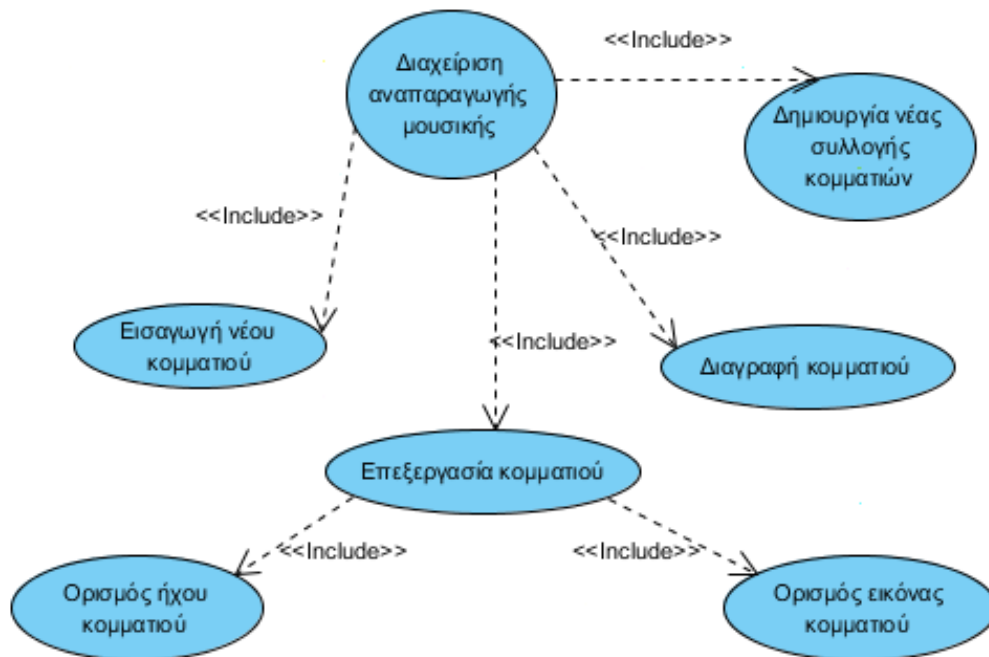 Διαχείριση
αναπαραγωγής
μουσικής
<<Include>>
Δημιουργία νέας
συλλογής
κομματιών
<<Include>>
<<Include>>
Εισαγωγή νέου
κομματιού
<<Include>>
Διαγραφή κομματιού
Επεξεργασία κομματιού
<<Include>>
<<Include>>
Ορισμός ήχου
κομματιού
Ορισμός εικόνας
κομματιού